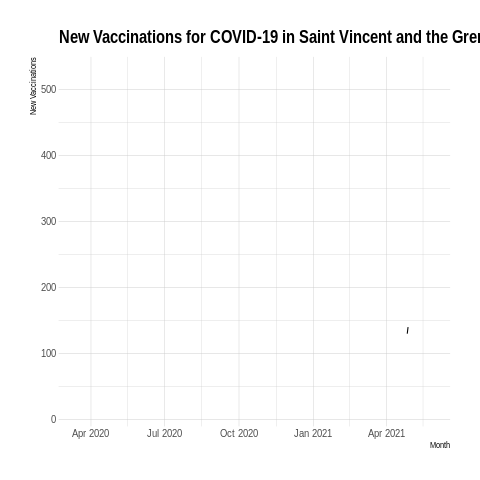 New Vaccinations for COVID-19 in Saint Vincent and the Gre
New Vaccinations
500
400
300
200
100
0
Apr 2020 Jul 2020 Oct 2020 Jan 2021 Apr 2021
Month